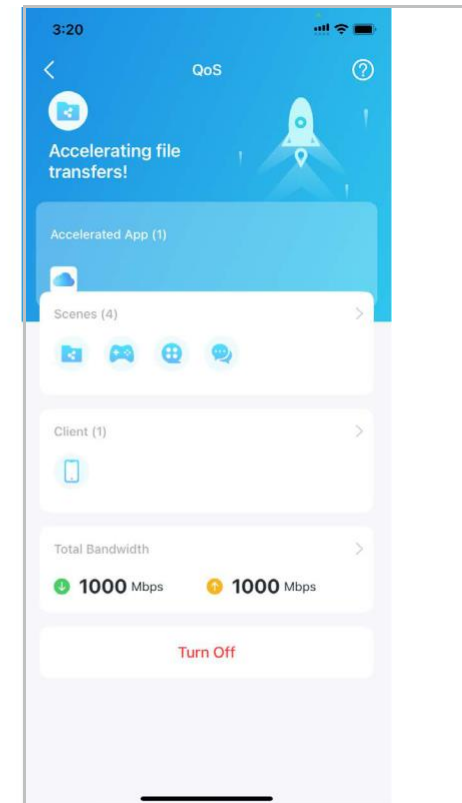 3:20
QoS
Accelerating file
transfers!
Accelerated App (1)
Scenes (4)
Client (1)
Total Bandwidth
1000 Mbps 1000 Mbps
Turn Off